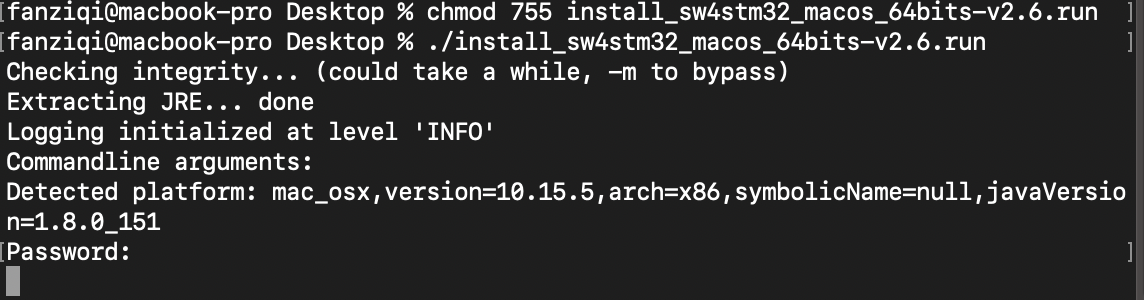 [fanziqi@macbook-pro Desktop % chmod 755 install_sw4stm32_macos_64bits-v2.6.run ]
[fanziqi@macbook-pro Desktop % ./install_sw4stm32_macos_64bits-v2.6.run ]
Checking integrity... (could take a while, -m to bypass)
Extracting JRE... done
Logging initialized at level 'INFO'
Commandline arguments:
Detected platform: mac_osx,version=10.15.5,arch=x86,symbolicName=null,javaVersio
n=1.8.0_151
[Password: ]